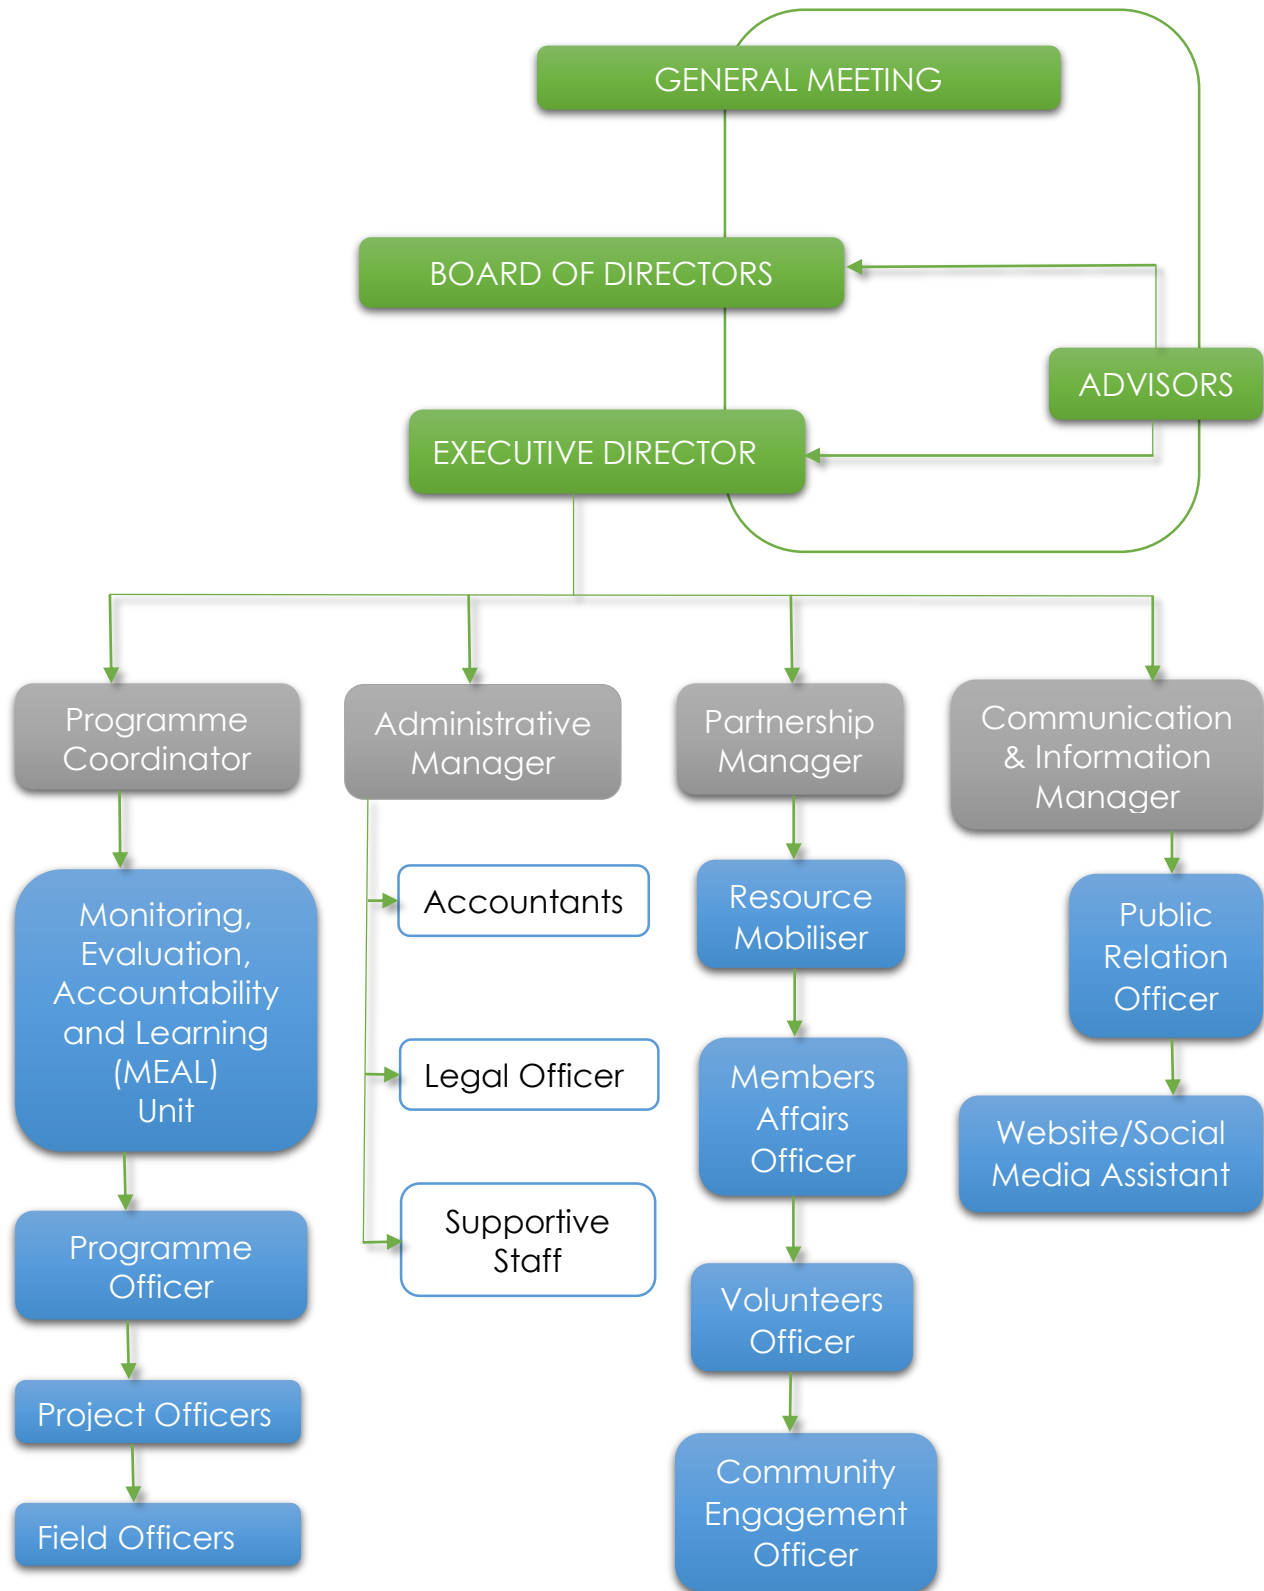 GENERAL MEETING
BOARD OF DIRECTORS
ADVISORS
EXECUTIVE DIRECTOR
Programme
Coordinator
Administrative
Manager
Partnership
Manager
Communication
& Information
Manager
Monitoring,
Evaluation,
Accountability
and Learning
(MEAL)
Unit
Programme
Officer
Project Officers
Field Officers
Accountants
Legal Officer
Supportive
Staff
Resource
Mobiliser
Members
Affairs
Officer
Volunteers
Officer
Community
Engagement
Officer
Public
Relation
Officer
Website/Social
Media Assistant